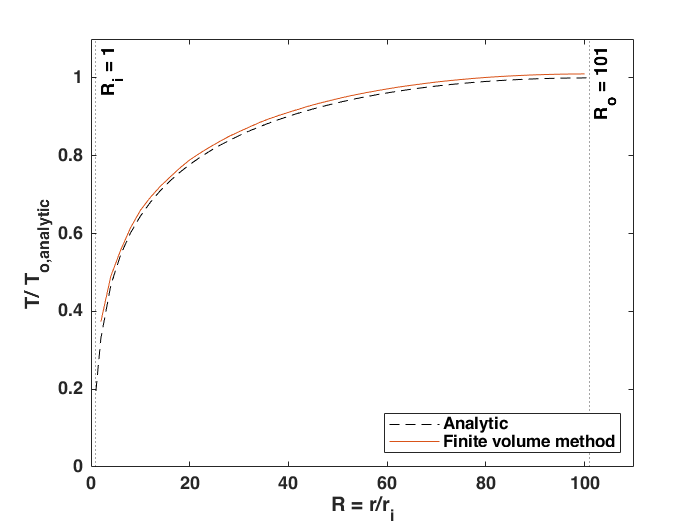 R_i = 1
R_o = 101
1
0.8
0.6
0.4
0.2
0
T/ T_o,analytic
Analytic
Finite volume method
0 20 40 60 80 100
R = r/r_i